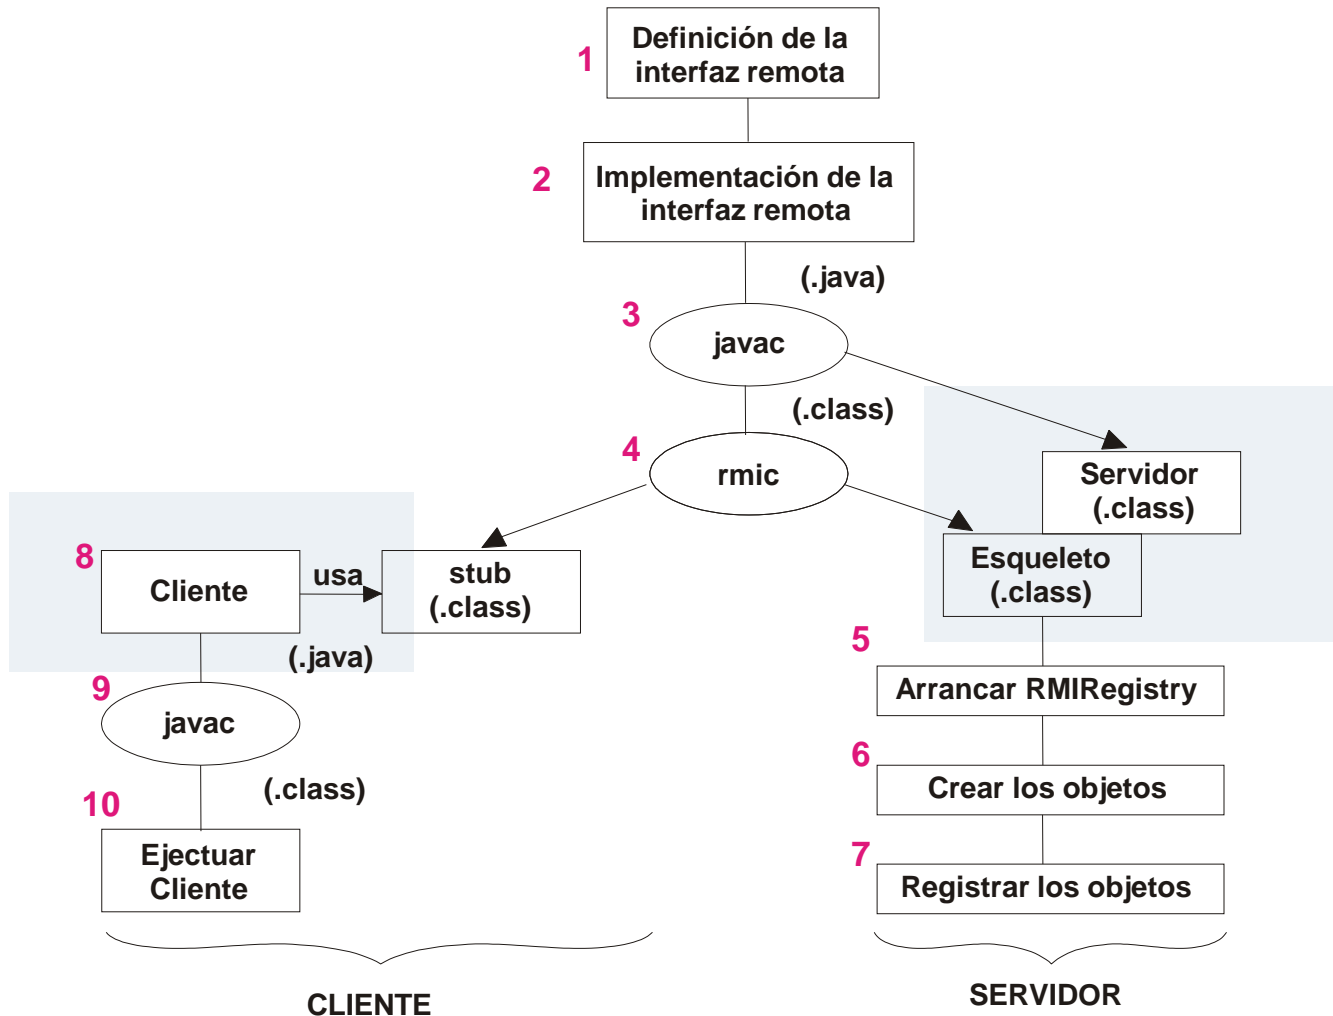 1
Definición de la
interfaz remota
2
Implementación de la
interfaz remota
(.java)
3
javac
(.class)
4
rmic
Servidor
(.class)
Esqueleto
(.class)
8
Cliente
usa
stub
(.class)
(.java)
9
javac
(.class)
10
Ejectuar
Cliente
5
Arrancar RMIRegistry
6
Crear los objetos
7
Registrar los objetos
CLIENTE
SERVIDOR